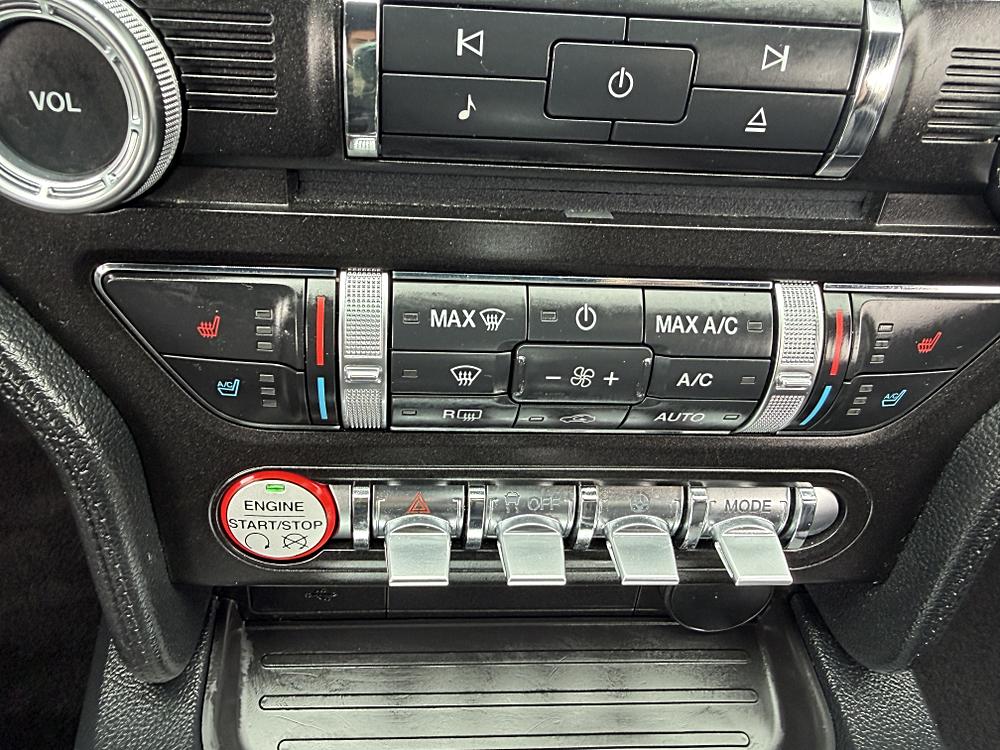 VOL
MAX
MAX A/C
A/C
A/C
A/C
R
AUTO
ENGINE
START/STOP
OFF
MODE